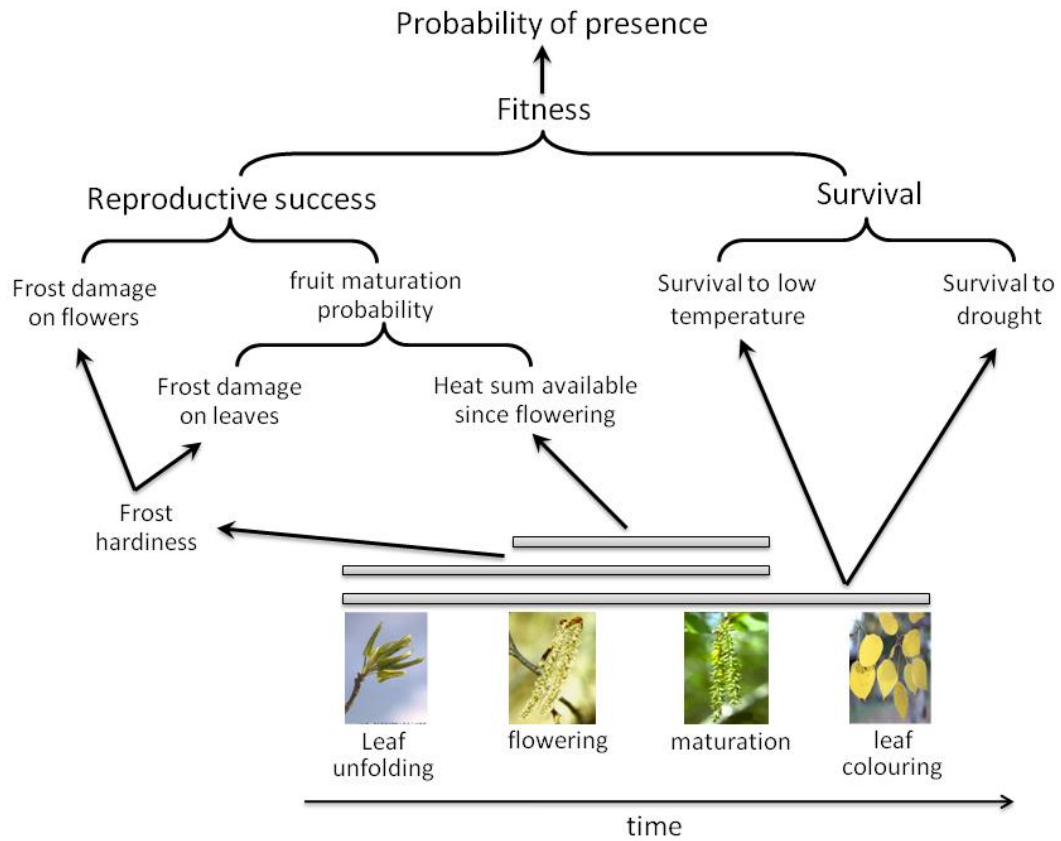 Probability of presence
Fitness
Reproductive success
Survival
Frost damage
on flowers
fruit maturation
probability
Survival to low
temperature
Survival to
drought
Frost damage
on leaves
Heat sum available
since flowering
Frost
hardiness
Leaf
unfolding
flowering
maturation
leaf
colouring
time